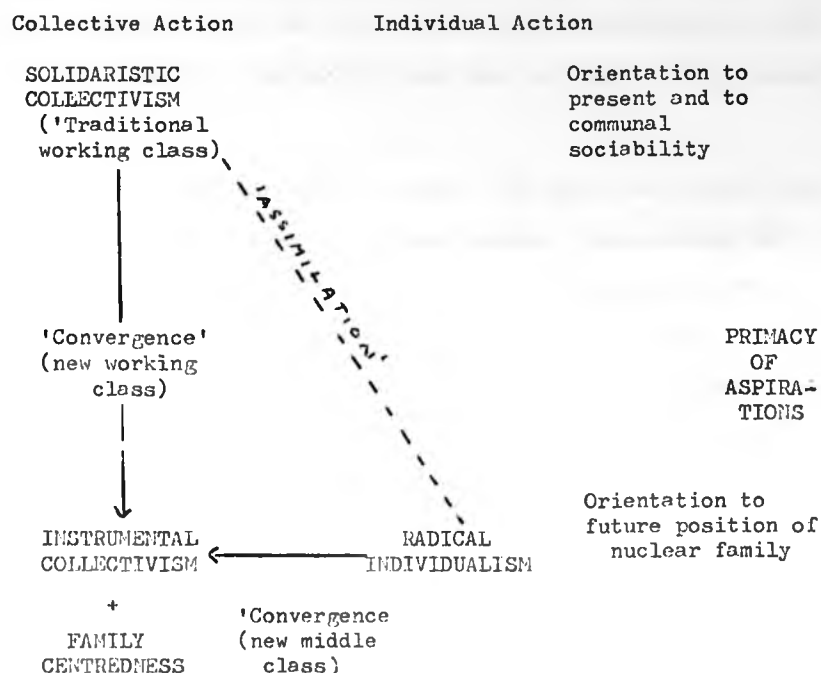 Collective Action Individual Action
SOLIDARISTIC
COLLECTIVISM
('Traditional
working class)
Orientation to
present and to
communal
sociability
'ASSIMILATION'
'Convergence'
(new working
class)
PRIMACY
OF
ASPIRA-
TIONS
Orientation to
future position of
nuclear family
INSTRUMENTAL
COLLECTIVISM
RADICAL
INDIVIDUALISM
+
FAMILY
CENTREDNESS
'Convergence
(new middle
class)